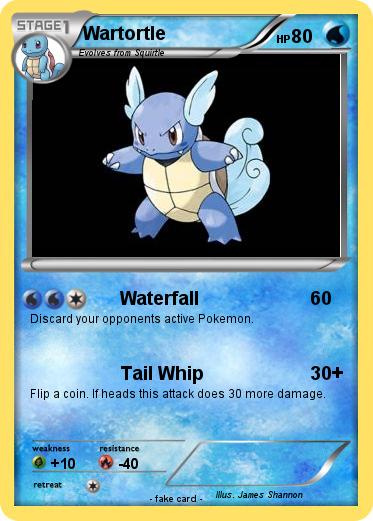 STAGE1 Wartortle HP80
Evolves from Squirtle
Waterfall 60
Discard your opponents active Pokemon.
Tail Whip 30+
Flip a coin. If heads this attack does 30 more damage.
weakness resistance
+10 -40
retreat
- fake card - Illus. James Shannon